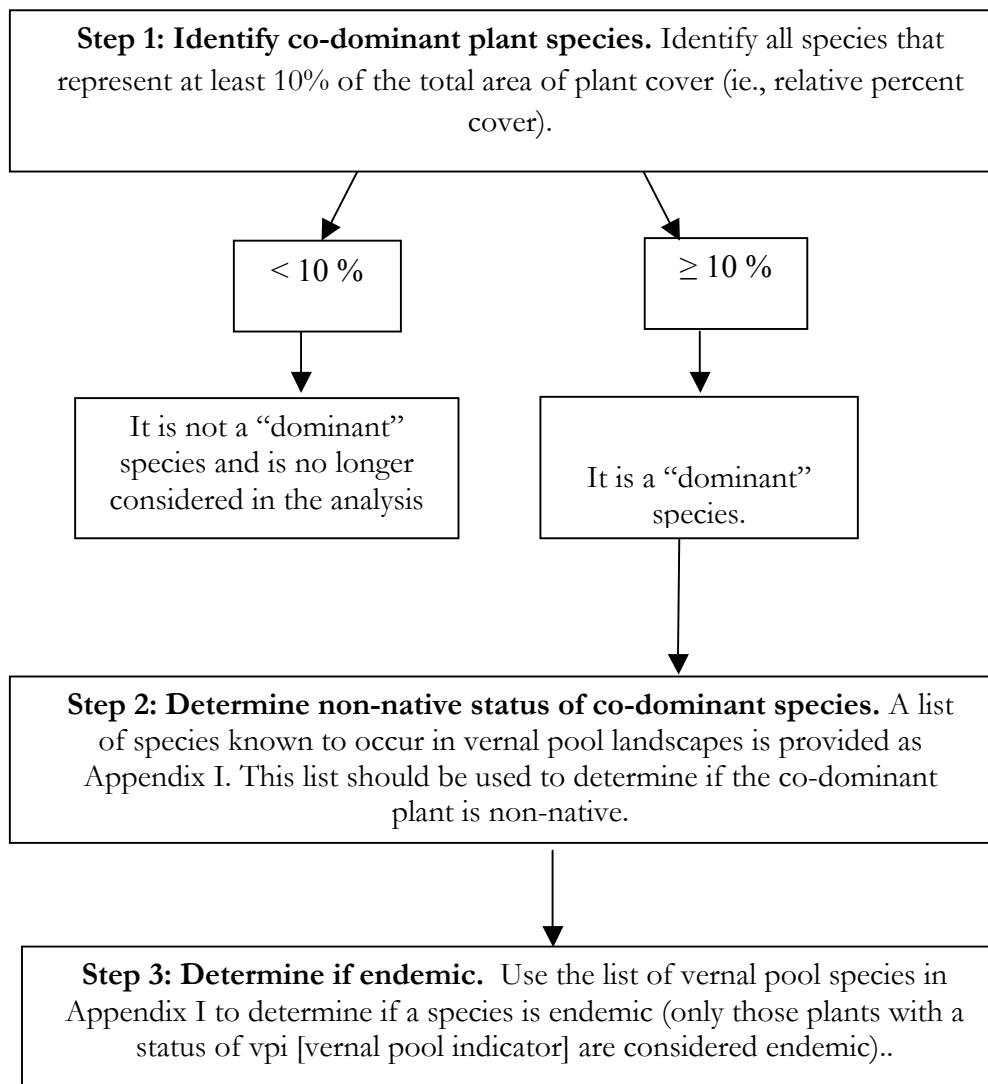 Step 1: Identify co-dominant plant species. Identify all species that
represent at least 10% of the total area of plant cover (ie., relative percent
cover).
< 10 %
≥ 10 %
It is not a “dominant”
species and is no longer
considered in the analysis
It is a “dominant”
species.
Step 2: Determine non-native status of co-dominant species. A list
of species known to occur in vernal pool landscapes is provided as
Appendix I. This list should be used to determine if the co-dominant
plant is non-native.
Step 3: Determine if endemic. Use the list of vernal pool species in
Appendix I to determine if a species is endemic (only those plants with a
status of vpi [vernal pool indicator] are considered endemic)..